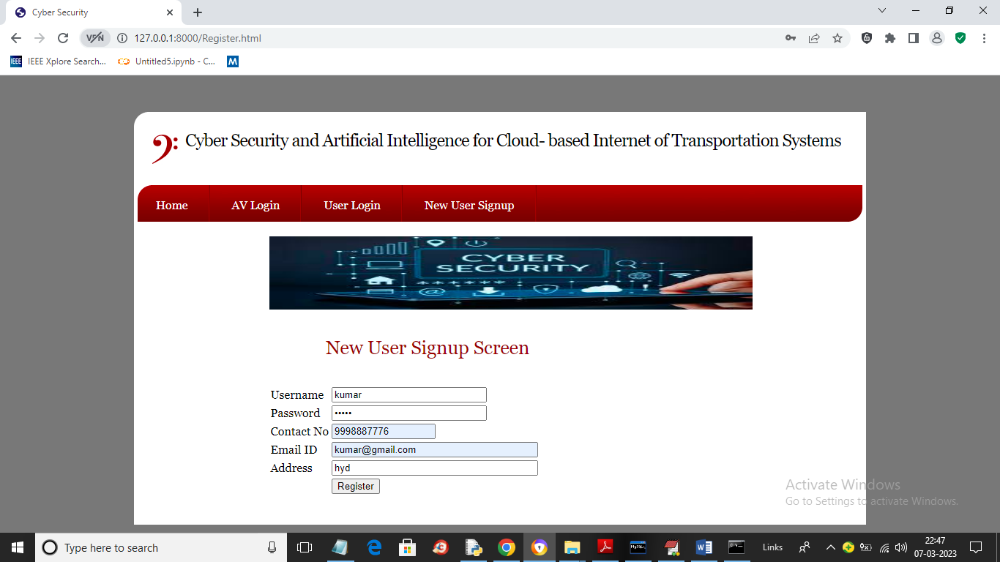 Cyber Security
VPN
127.0.0.1:8000/Register.html
IEEE IEEE Xplore Search... Untitled5.ipynb - C... M
Cyber Security and Artificial Intelligence for Cloud- based Internet of Transportation Systems
Home AV Login User Login New User Signup
CYBER
SECURITY
New User Signup Screen
Username kumar
Password •••••
Contact No 9998887776
Email ID kumar@gmail.com
Address hyd
Register
Activate Windows
Go to Settings to activate Windows.
Type here to search
MySQL
Links
22:47
07-03-2023